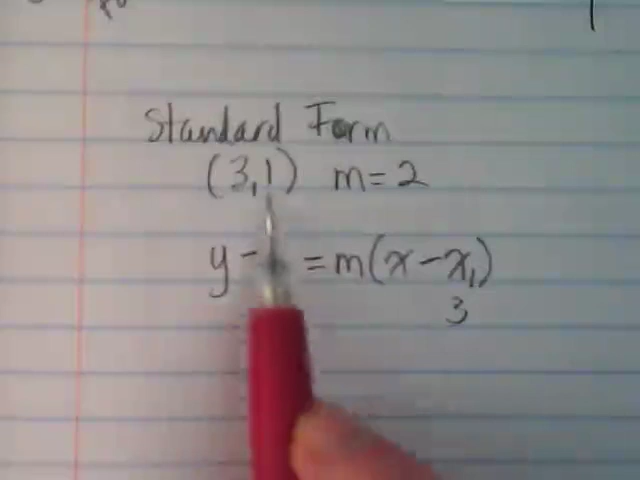 Standard Form
(3,1) m=2
y- =m(x-x₁)
3